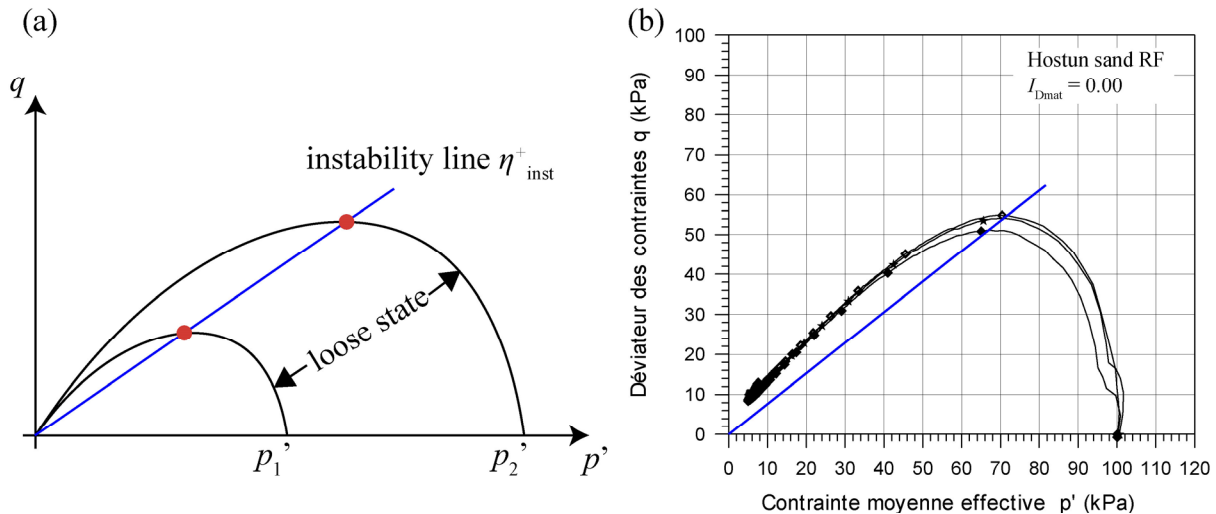 (a)
q
instability line η⁺inst
loose state
p₁’
p₂’
p’
(b)
Déviateur des contraintes q (kPa)
100
90
80
70
60
50
40
30
20
10
0
Hostun sand RF
I_Dmat = 0.00
0 10 20 30 40 50 60 70 80 90 100 110 120
Contrainte moyenne effective p' (kPa)